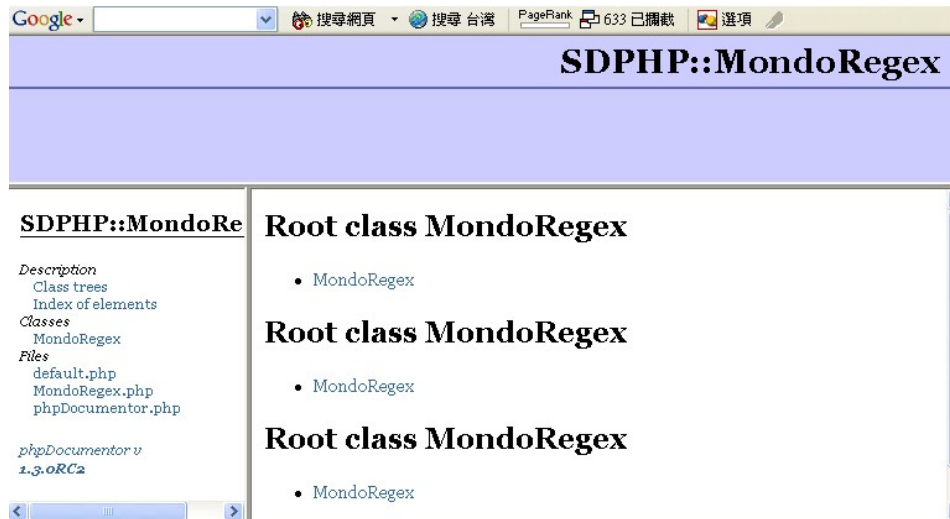 Google 搜尋網頁 搜尋 台灣 PageRank 633 已攔截 選項
SDPHP::MondoRegex
SDPHP::MondoRe
Description
Class trees
Index of elements
Classes
MondoRegex
Files
default.php
MondoRegex.php
phpDocumentor.php
phpDocumentor v
1.3.0RC2
Root class MondoRegex
MondoRegex
Root class MondoRegex
MondoRegex
Root class MondoRegex
MondoRegex